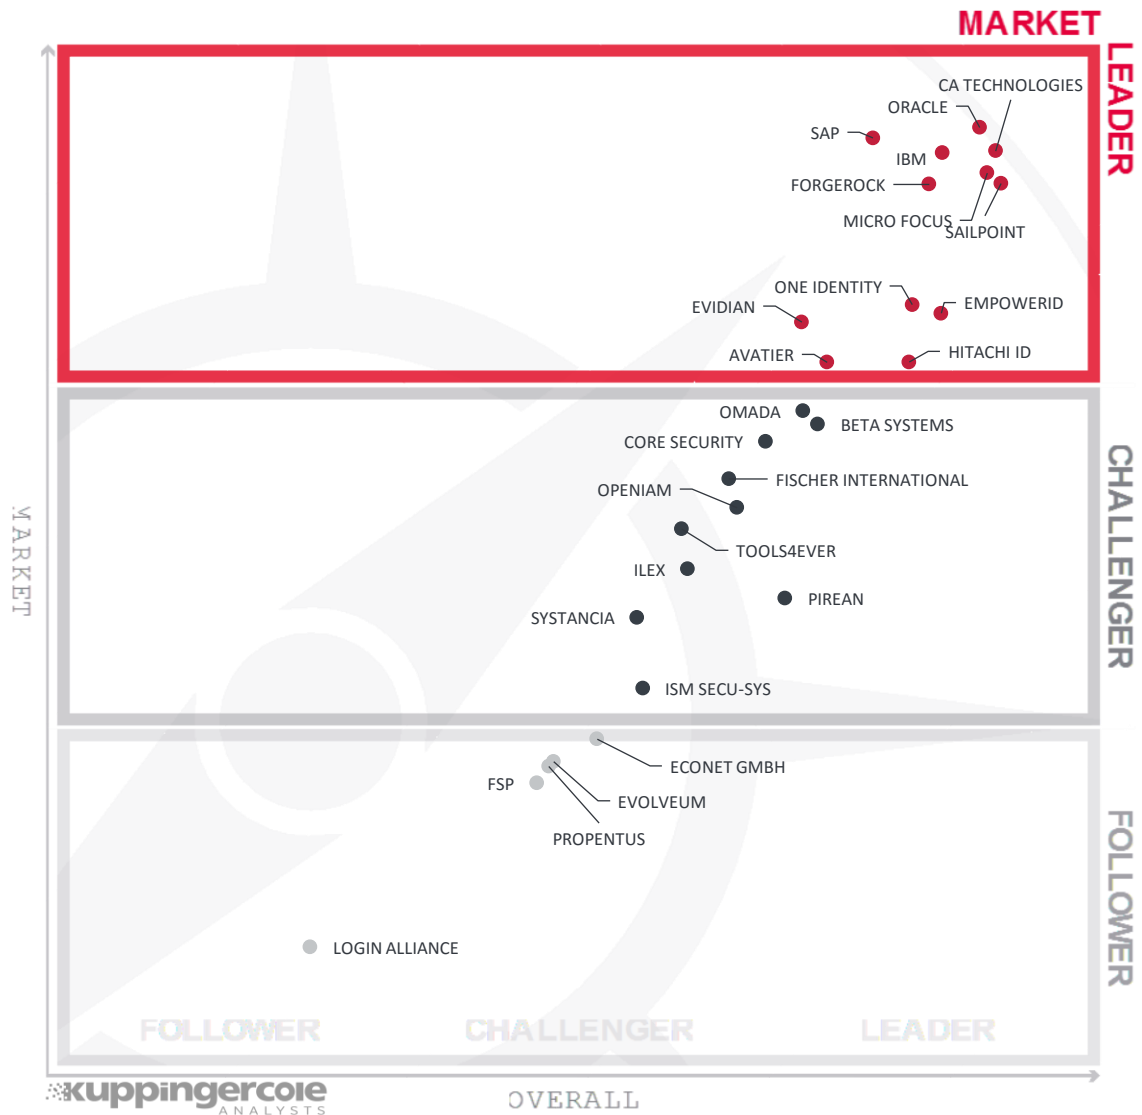 MARKET
LEADER
CA TECHNOLOGIES
ORACLE
SAP
IBM
FORGEROCK
MICRO FOCUS
SAILPOINT
ONE IDENTITY
EMPOWERID
EVIDIAN
AVATIER
HITACHI ID
OMADA
BETA SYSTEMS
CORE SECURITY
FISCHER INTERNATIONAL
OPENIAM
TOOLS4EVER
ILEX
PIREAN
SYSTANCIA
ISM SECU-SYS
CHALLENGER
MARKET
ECONET GMBH
FSP
EVOLVEUM
PROPENTUS
LOGIN ALLIANCE
FOLLOWER
FOLLOWER CHALLENGER LEADER
kuppingercole
ANALYSTS
OVERALL